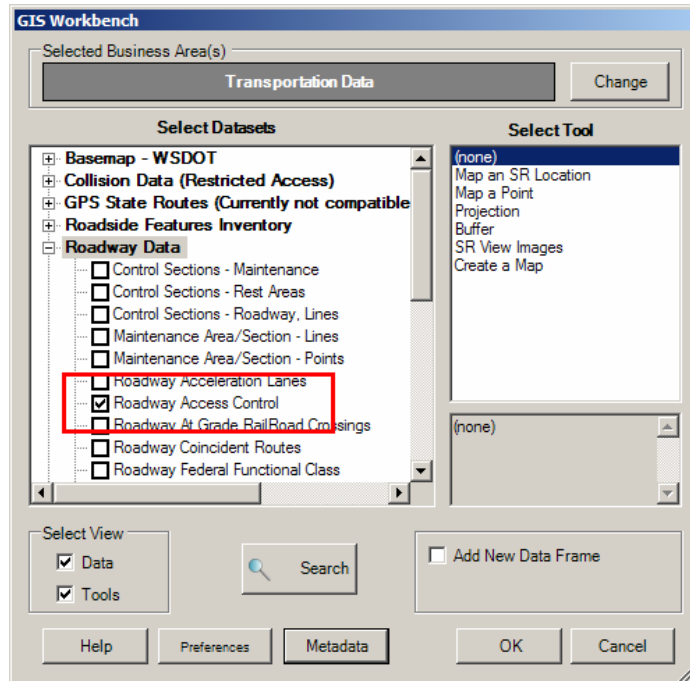 GIS Workbench
Selected Business Area(s)
Transportation Data
Change
Select Datasets
Basemap - WSDOT
Collision Data (Restricted Access)
GPS State Routes (Currently not compatible
Roadside Features Inventory
Roadway Data
Control Sections - Maintenance
Control Sections - Rest Areas
Control Sections - Roadway, Lines
Maintenance Area/Section - Lines
Maintenance Area/Section - Points
Roadway Acceleration Lanes
Roadway Access Control
Roadway At Grade RailRoad Crossings
Roadway Coincident Routes
Roadway Federal Functional Class
Select Tool
(none)
Map an SR Location
Map a Point
Projection
Buffer
SR View Images
Create a Map
(none)
Select View
Data
Tools
Search
Add New Data Frame
Help
Preferences
Metadata
OK
Cancel